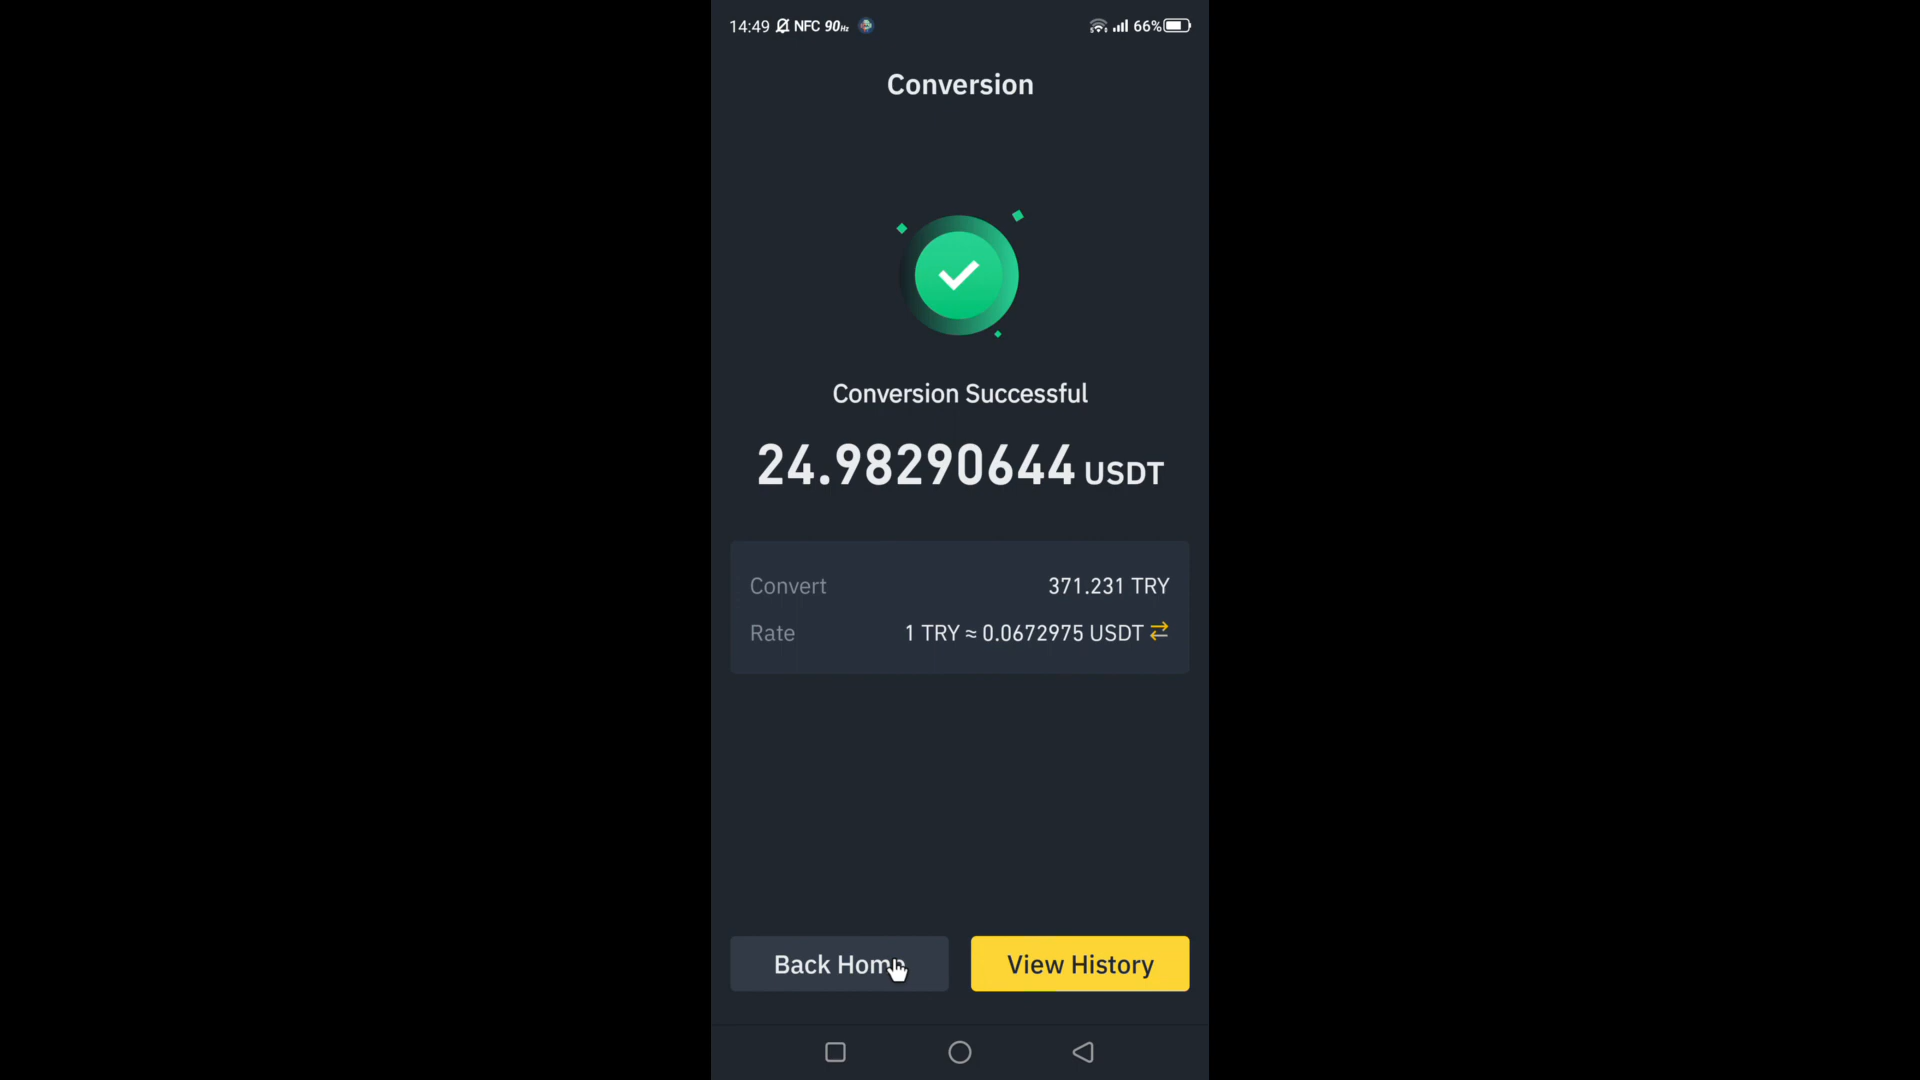 14:49 NFC 90Hz 66%
Conversion
Conversion Successful
24.98290644 USDT
Convert 371.231 TRY
Rate 1 TRY ≈ 0.0672975 USDT
Back Home View History